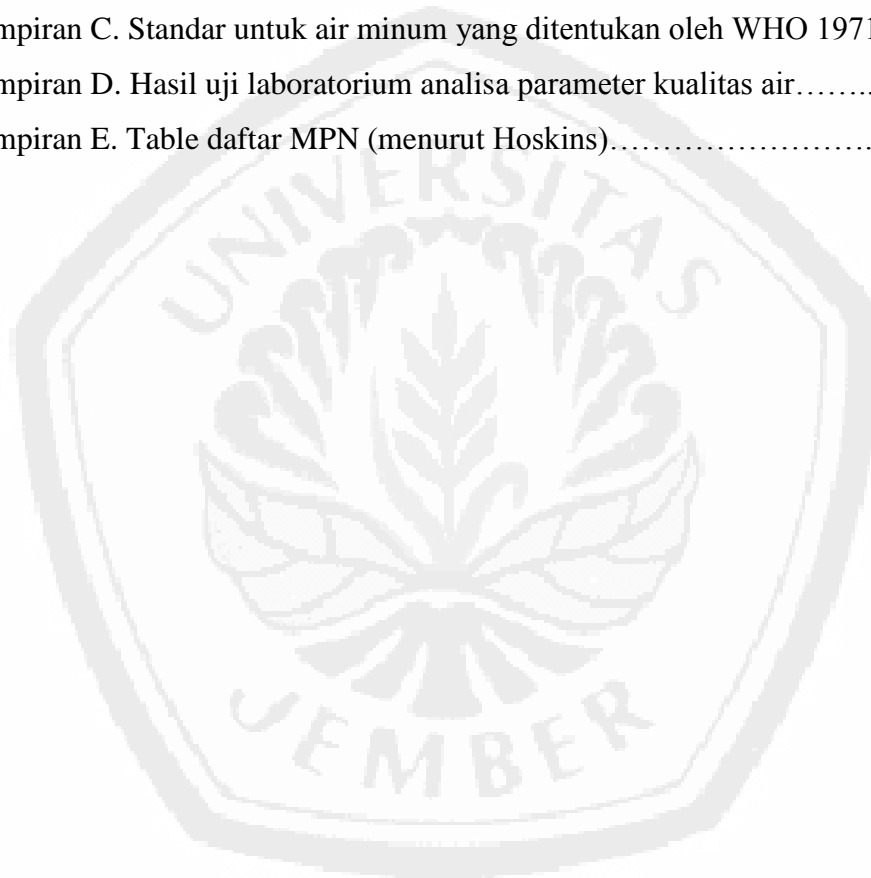 mpiran C. Standar untuk air minum yang ditentukan oleh WHO 1971
mpiran D. Hasil uji laboratorium analisa parameter kualitas air……..
mpiran E. Table daftar MPN (menurut Hoskins)…………………….
UNIVERSITAS
JEMBER